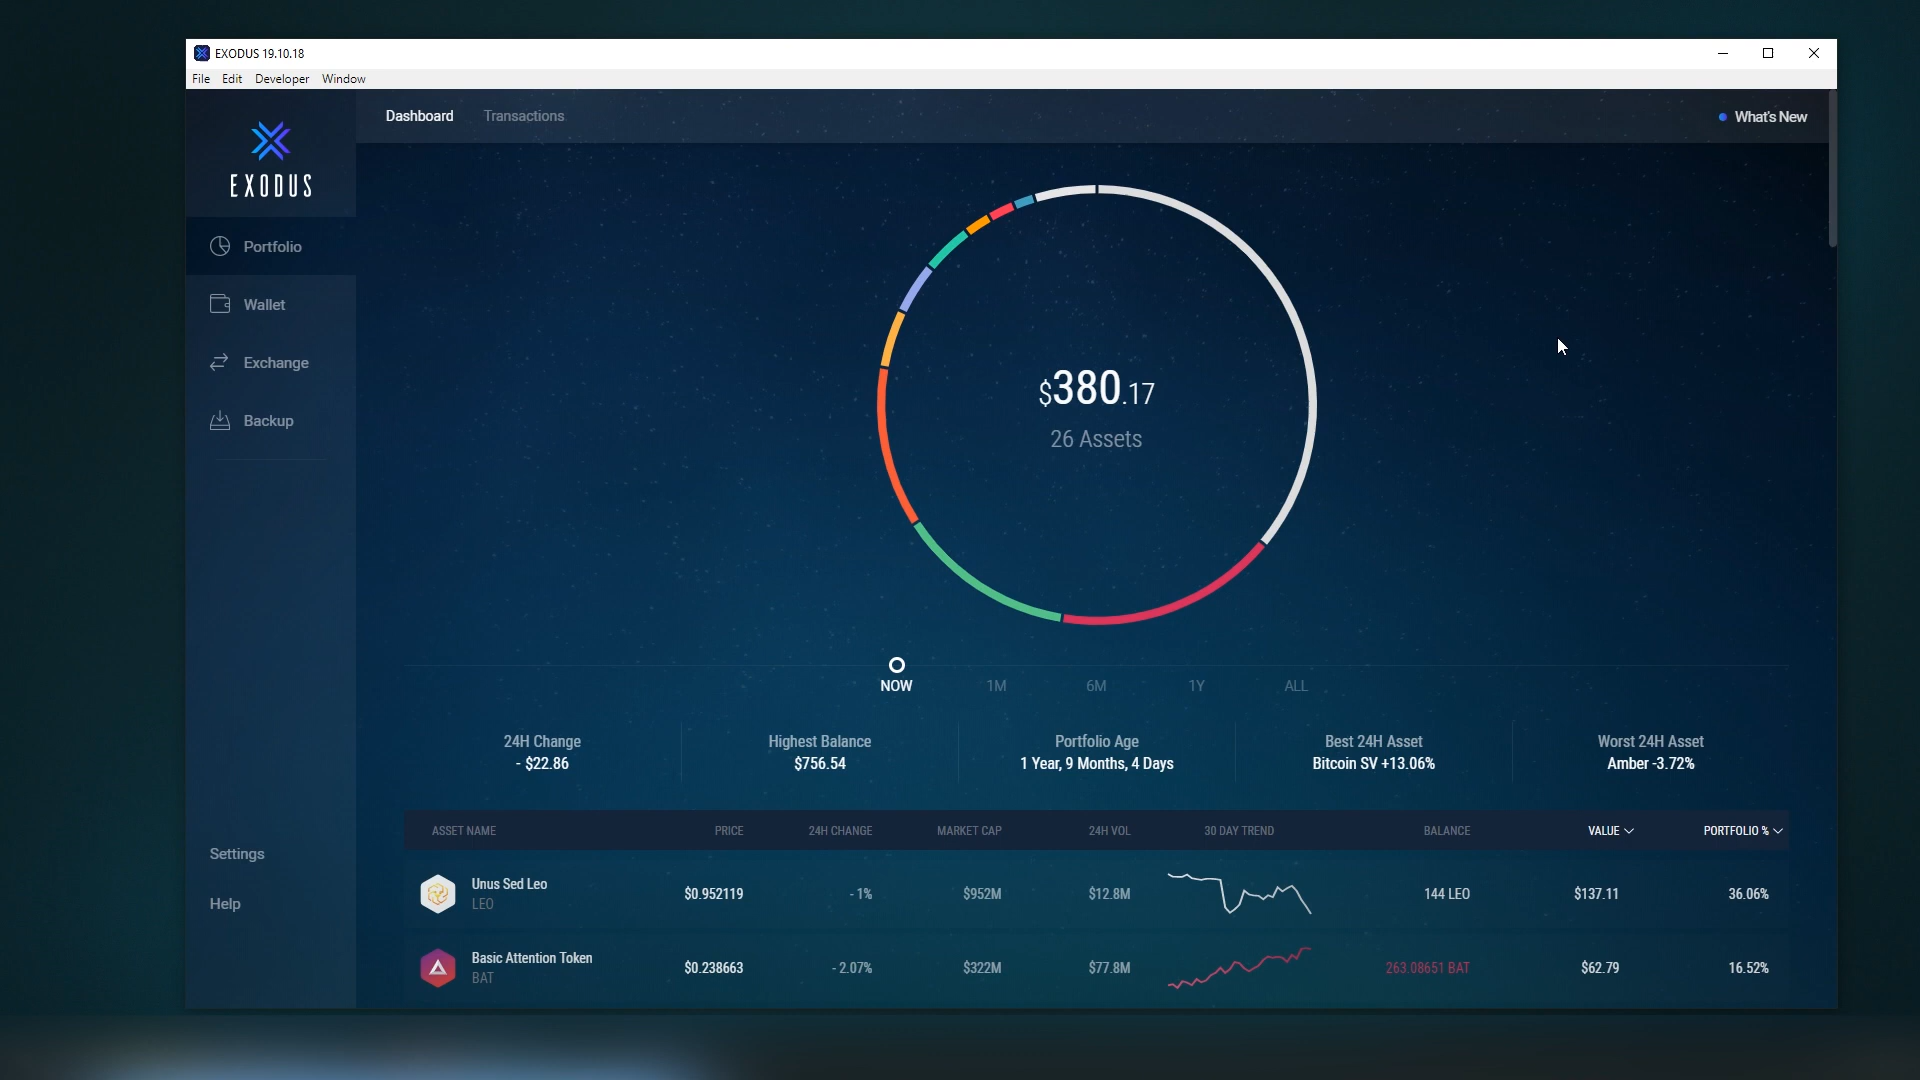 EXODUS 19.10.18
File Edit Developer Window
EXODUS
Dashboard Transactions
What's New
Portfolio
Wallet
Exchange
Backup
Settings
Help
$380.17
26 Assets
NOW 1M 6M 1Y ALL
24H Change Highest Balance Portfolio Age Best 24H Asset Worst 24H Asset
- $22.86 $756.54 1 Year, 9 Months, 4 Days Bitcoin SV +13.06% Amber -3.72%
ASSET NAME PRICE 24H CHANGE MARKET CAP 24H VOL 30 DAY TREND BALANCE VALUE PORTFOLIO %
Unus Sed Leo
LEO
$0.952119 - 1% $952M $12.8M 144 LEO $137.11 36.06%
Basic Attention Token
BAT
$0.238663 - 2.07% $322M $77.8M 263.08651 BAT $62.79 16.52%